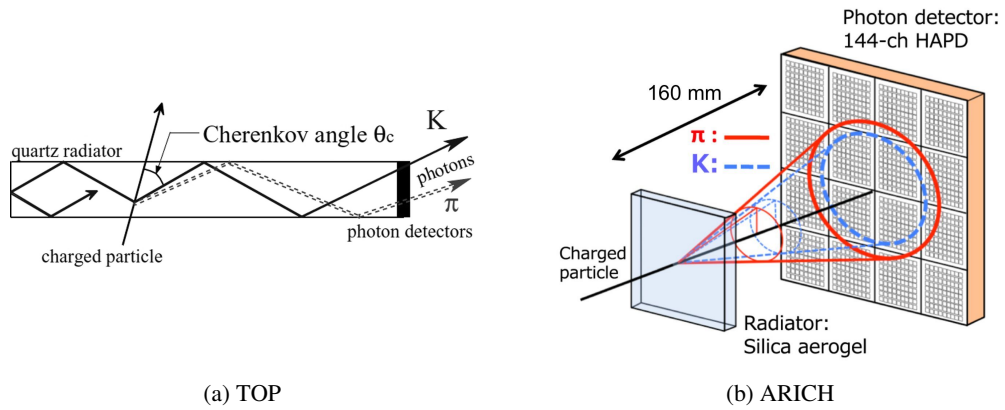 quartz radiator
Cherenkov angle θc
K
photons
π
photon detectors
charged particle
(a) TOP
Photon detector:
144-ch HAPD
160 mm
π :
K:
Charged
particle
Radiator:
Silica aerogel
(b) ARICH